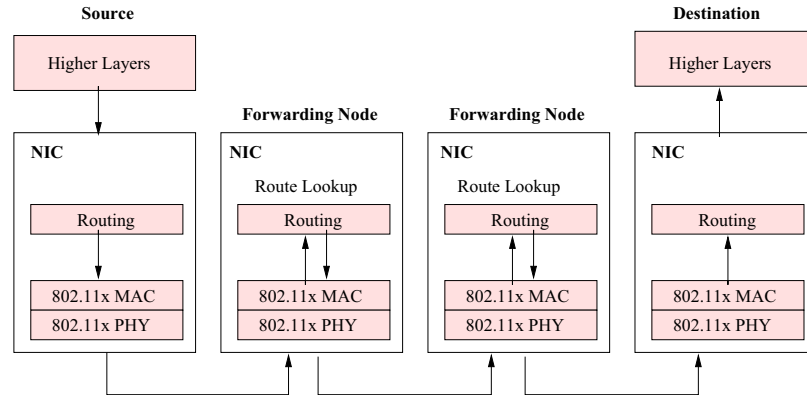 Source
Destination
Higher Layers
Higher Layers
Forwarding Node
Forwarding Node
NIC
NIC
NIC
NIC
Route Lookup
Route Lookup
Routing
Routing
Routing
Routing
802.11x MAC
802.11x MAC
802.11x MAC
802.11x MAC
802.11x PHY
802.11x PHY
802.11x PHY
802.11x PHY